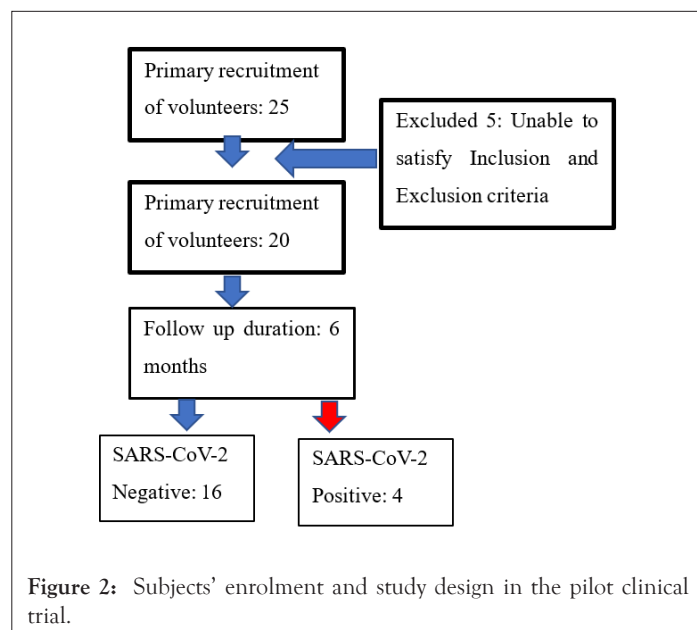 Primary recruitment
of volunteers: 25
Excluded 5: Unable to
satisfy Inclusion and
Exclusion criteria
Primary recruitment
of volunteers: 20
Follow up duration: 6
months
SARS-CoV-2
Negative: 16
SARS-CoV-2
Positive: 4
Figure 2: Subjects’ enrolment and study design in the pilot clinical
trial.